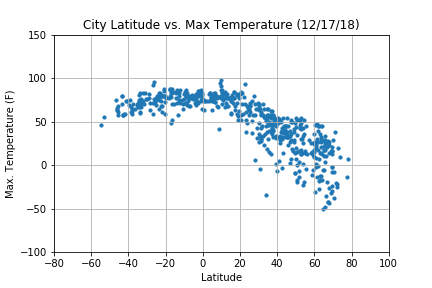 City Latitude vs. Max Temperature (12/17/18)
150
100
50
0
−50
−100
Max. Temperature (F)
−80 −60 −40 −20 0 20 40 60 80 100
Latitude